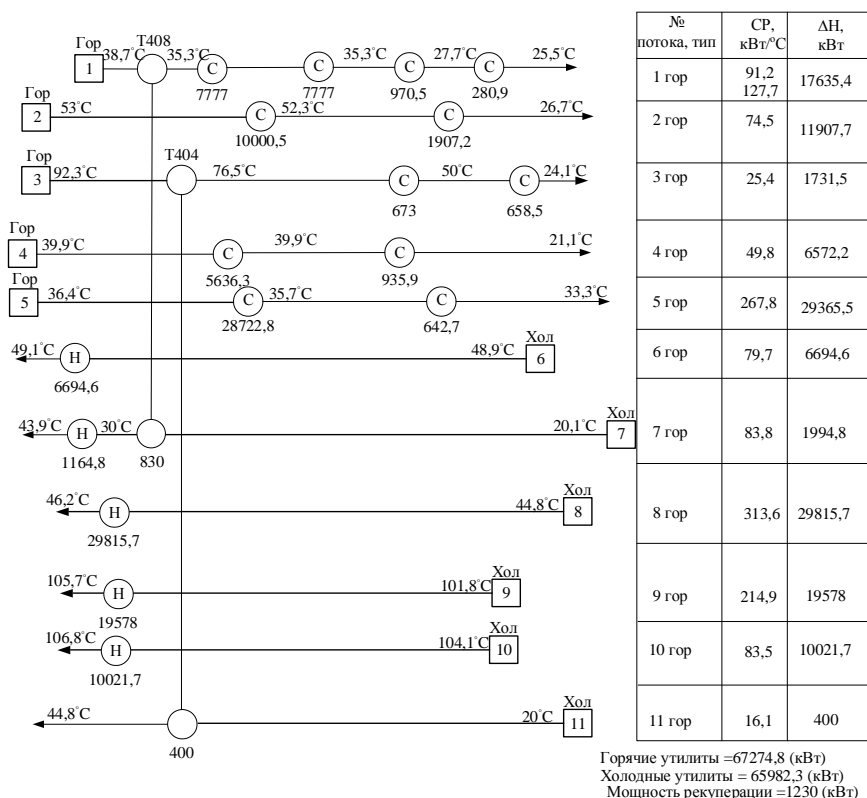 № потока, тип
CP, кВт/°C
ΔH, кВт
T408
Гор
1
38,7°C
35,3°C
C
7777
C
7777
35,3°C
C
970,5
27,7°C
C
280,9
25,5°C
1 гор
91,2
127,7
17635,4
Гор
2
53°C
C
10000,5
52,3°C
C
1907,2
26,7°C
2 гор
74,5
11907,7
Гор
3
92,3°C
T404
76,5°C
C
673
50°C
C
658,5
24,1°C
3 гор
25,4
1731,5
Гор
4
39,9°C
C
5636,3
39,9°C
C
935,9
21,1°C
4 гор
49,8
6572,2
Гор
5
36,4°C
C
28722,8
35,7°C
C
642,7
33,3°C
5 гор
267,8
29365,5
49,1°C
H
6694,6
48,9°C
Хол
6
6 гор
79,7
6694,6
43,9°C
H
1164,8
30°C
830
20,1°C
Хол
7
7 гор
83,8
1994,8
46,2°C
H
29815,7
44,8°C
Хол
8
8 гор
313,6
29815,7
105,7°C
H
19578
101,8°C
Хол
9
9 гор
214,9
19578
106,8°C
H
10021,7
104,1°C
Хол
10
10 гор
83,5
10021,7
44,8°C
400
20°C
Хол
11
11 гор
16,1
400
Горячие утилиты =67274,8 (кВт)
Холодные утилиты = 65982,3 (кВт)
Мощность рекуперации =1230 (кВт)